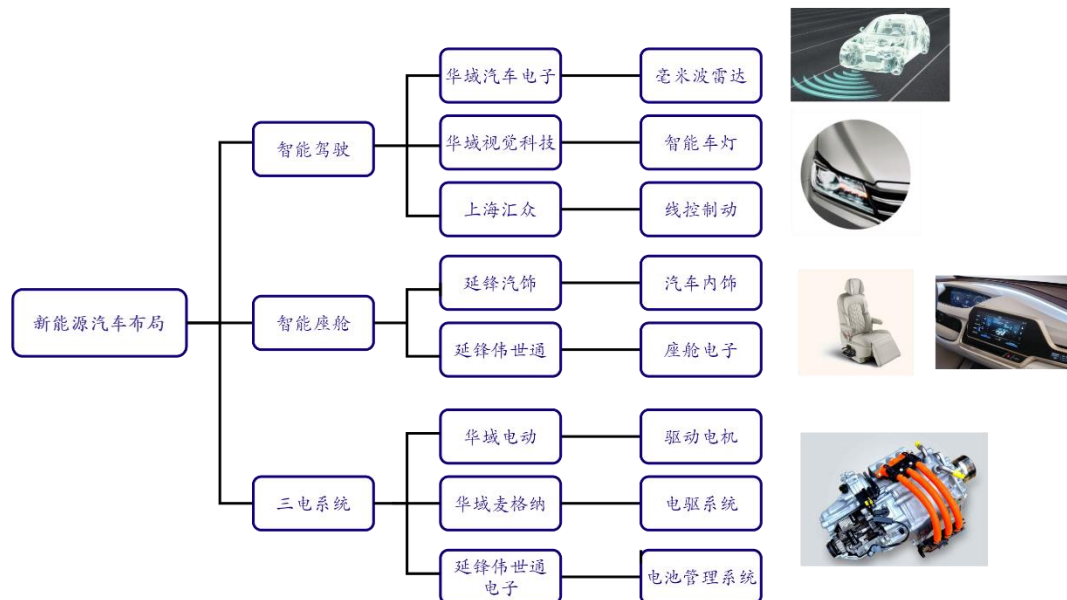 新能源汽车布局
智能驾驶
华域汽车电子
毫米波雷达
华域视觉科技
智能车灯
上海汇众
线控制动
智能座舱
延锋汽饰
汽车内饰
延锋伟世通
座舱电子
三电系统
华域电动
驱动电机
华域麦格纳
电驱系统
延锋伟世通
电子
电池管理系统